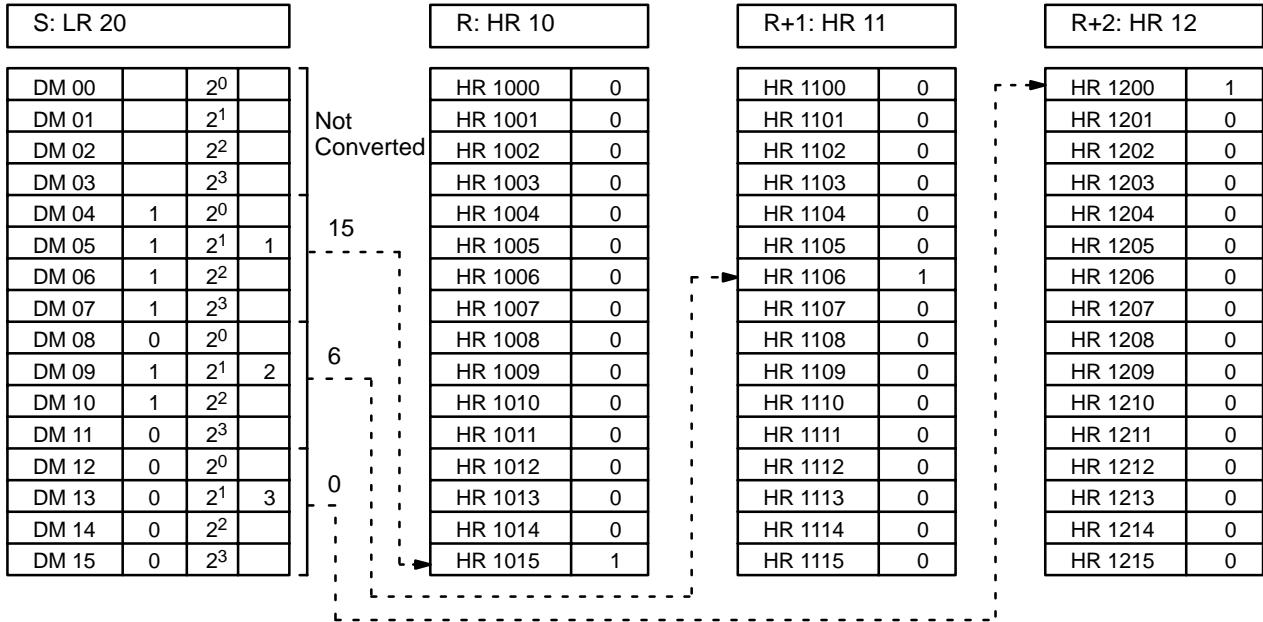 S: LR 20 R: HR 10 R+1: HR 11 R+2: HR 12
DM 00 2⁰ HR 1000 0 HR 1100 0 HR 1200 1
DM 01 2¹ Not HR 1001 0 HR 1101 0 HR 1201 0
DM 02 2² Converted HR 1002 0 HR 1102 0 HR 1202 0
DM 03 2³ HR 1003 0 HR 1103 0 HR 1203 0
DM 04 1 2⁰ 15 HR 1004 0 HR 1104 0 HR 1204 0
DM 05 1 2¹ 1 HR 1005 0 HR 1105 0 HR 1205 0
DM 06 1 2² HR 1006 0 HR 1106 1 HR 1206 0
DM 07 1 2³ HR 1007 0 HR 1107 0 HR 1207 0
DM 08 0 2⁰ 6 HR 1008 0 HR 1108 0 HR 1208 0
DM 09 1 2¹ 2 HR 1009 0 HR 1109 0 HR 1209 0
DM 10 1 2² HR 1010 0 HR 1110 0 HR 1210 0
DM 11 0 2³ HR 1011 0 HR 1111 0 HR 1211 0
DM 12 0 2⁰ HR 1012 0 HR 1112 0 HR 1212 0
DM 13 0 2¹ 3 0 HR 1013 0 HR 1113 0 HR 1213 0
DM 14 0 2² HR 1014 0 HR 1114 0 HR 1214 0
DM 15 0 2³ HR 1015 1 HR 1115 0 HR 1215 0